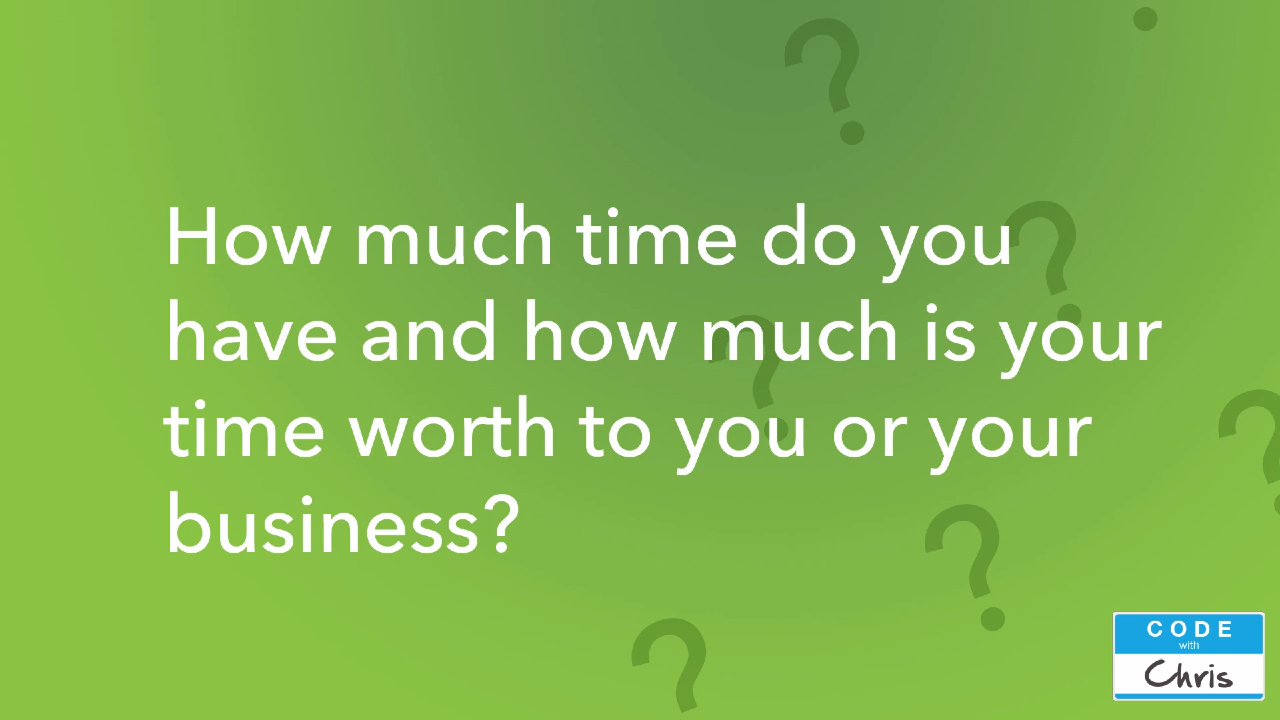 How much time do you
have and how much is your
time worth to you or your
business?
CODE
with
Chris